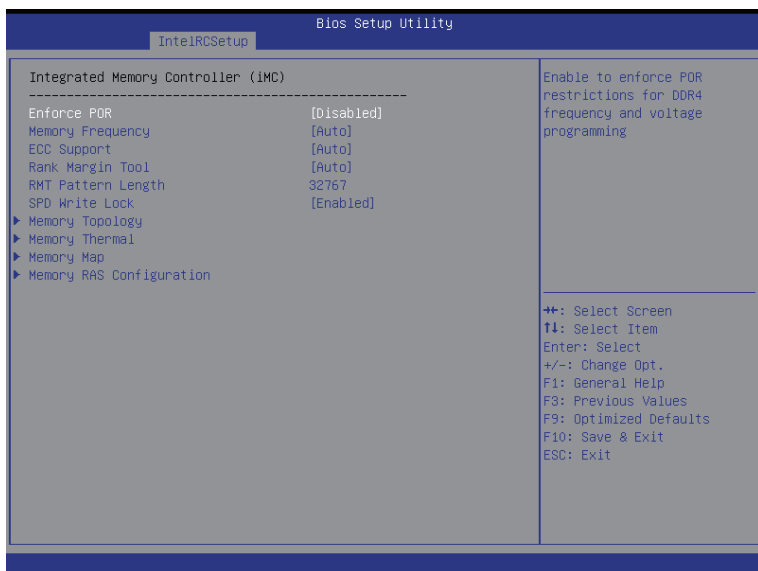 Bios Setup Utility
IntelRCSetup
Integrated Memory Controller (iMC)
--------------------------------------------------
Enforce POR [Disabled]
Memory Frequency [Auto]
ECC Support [Auto]
Rank Margin Tool [Auto]
RMT Pattern Length 32767
SPD Write Lock [Enabled]
Memory Topology
Memory Thermal
Memory Map
Memory RAS Configuration
Enable to enforce POR
restrictions for DDR4
frequency and voltage
programming
→←: Select Screen
↑↓: Select Item
Enter: Select
+/-: Change Opt.
F1: General Help
F3: Previous Values
F9: Optimized Defaults
F10: Save & Exit
ESC: Exit